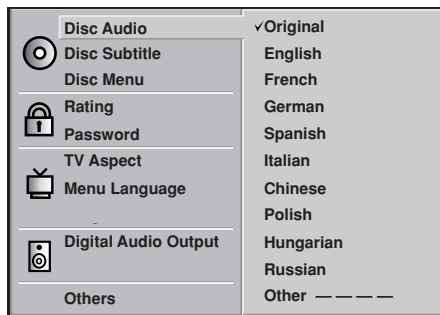 Disc Audio
Disc Subtitle
Disc Menu
Rating
Password
TV Aspect
Menu Language
Digital Audio Output
Others
✓Original
English
French
German
Spanish
Italian
Chinese
Polish
Hungarian
Russian
Other — — — —